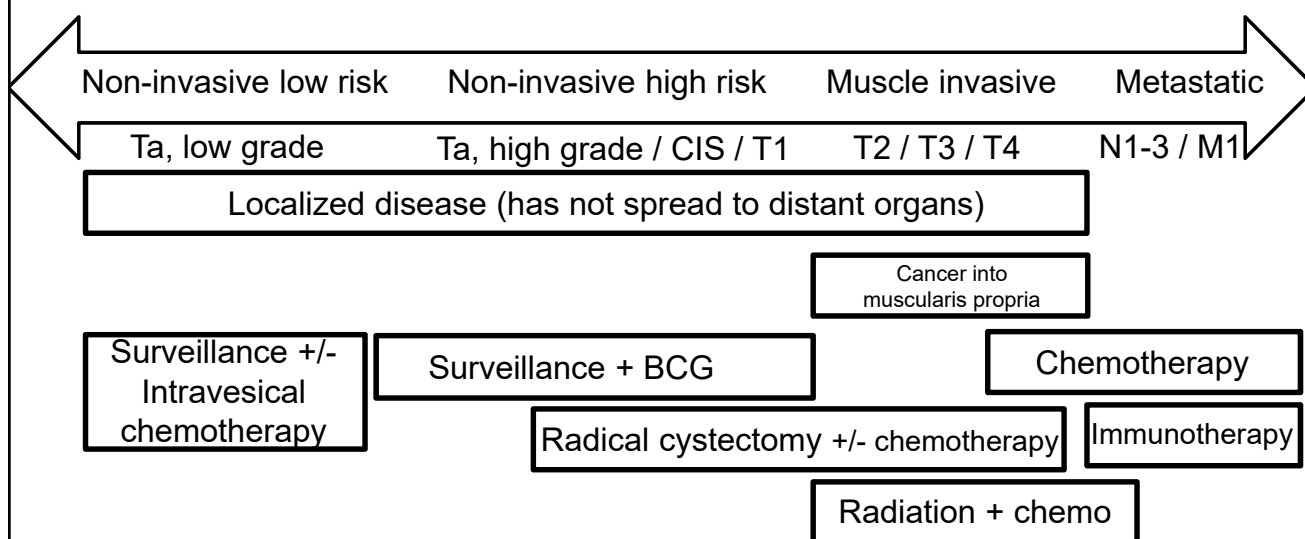 Non-invasive low risk Non-invasive high risk Muscle invasive Metastatic
Ta, low grade Ta, high grade / CIS / T1 T2 / T3 / T4 N1-3 / M1
Localized disease (has not spread to distant organs)
Cancer into
muscularis propria
Surveillance +/-
Intravesical
chemotherapy
Surveillance + BCG
Chemotherapy
Radical cystectomy +/- chemotherapy
Immunotherapy
Radiation + chemo